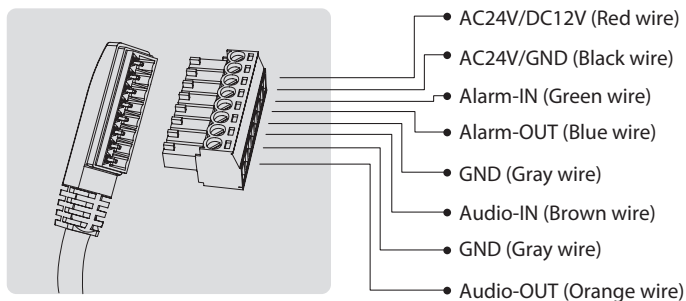 AC24V/DC12V (Red wire)
AC24V/GND (Black wire)
Alarm-IN (Green wire)
Alarm-OUT (Blue wire)
GND (Gray wire)
Audio-IN (Brown wire)
GND (Gray wire)
Audio-OUT (Orange wire)